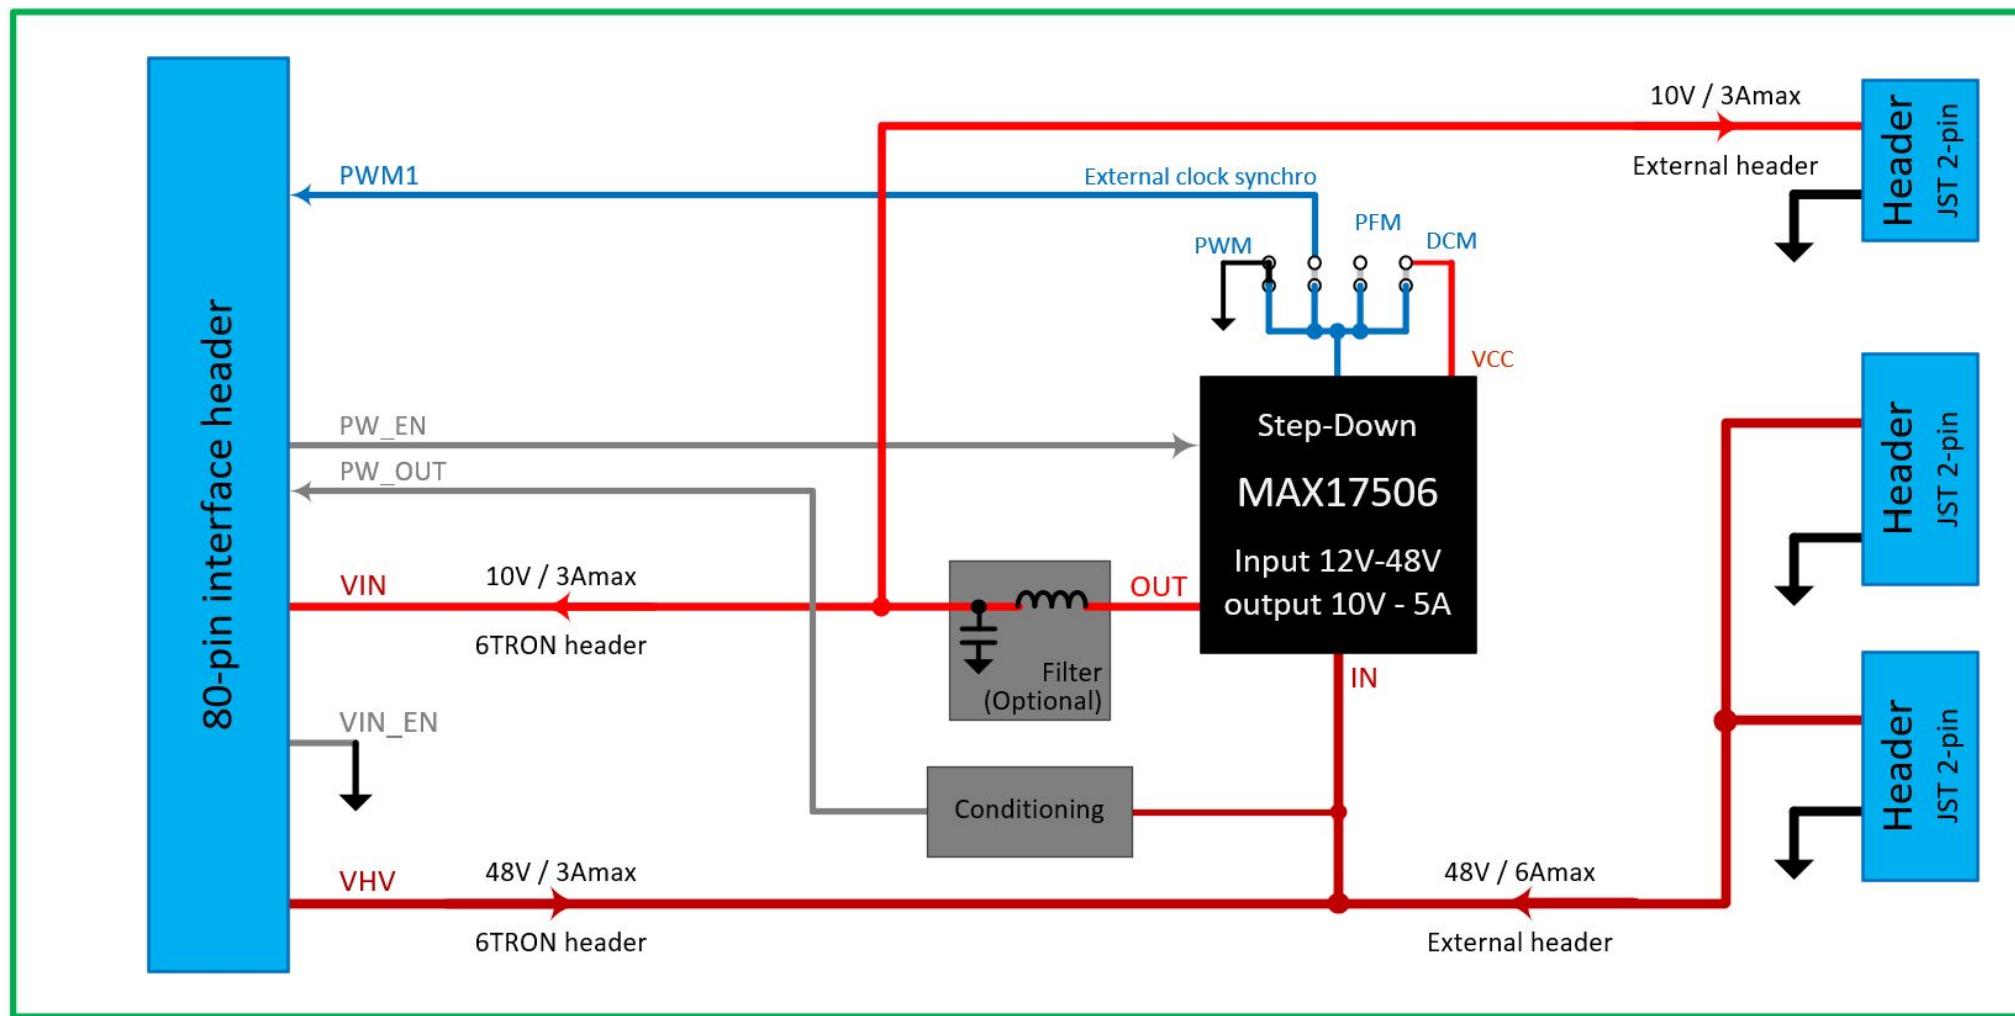 10V / 3Amax
External header
Header
JST 2-pin
PWM1
External clock synchro
PWM
PFM
DCM
VCC
80-pin interface header
PW_EN
PW_OUT
Step-Down
MAX17506
Input 12V-48V
output 10V - 5A
Header
JST 2-pin
VIN
10V / 3Amax
6TRON header
OUT
Filter
(Optional)
IN
VIN_EN
Conditioning
Header
JST 2-pin
VHV
48V / 3Amax
6TRON header
48V / 6Amax
External header